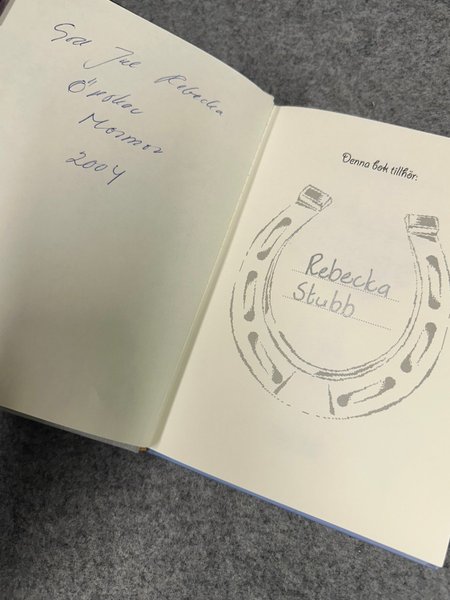 God Jul Rebecka
Önskar
Mormor
2004
Denna bok tillhör:
Rebecka
Stubb